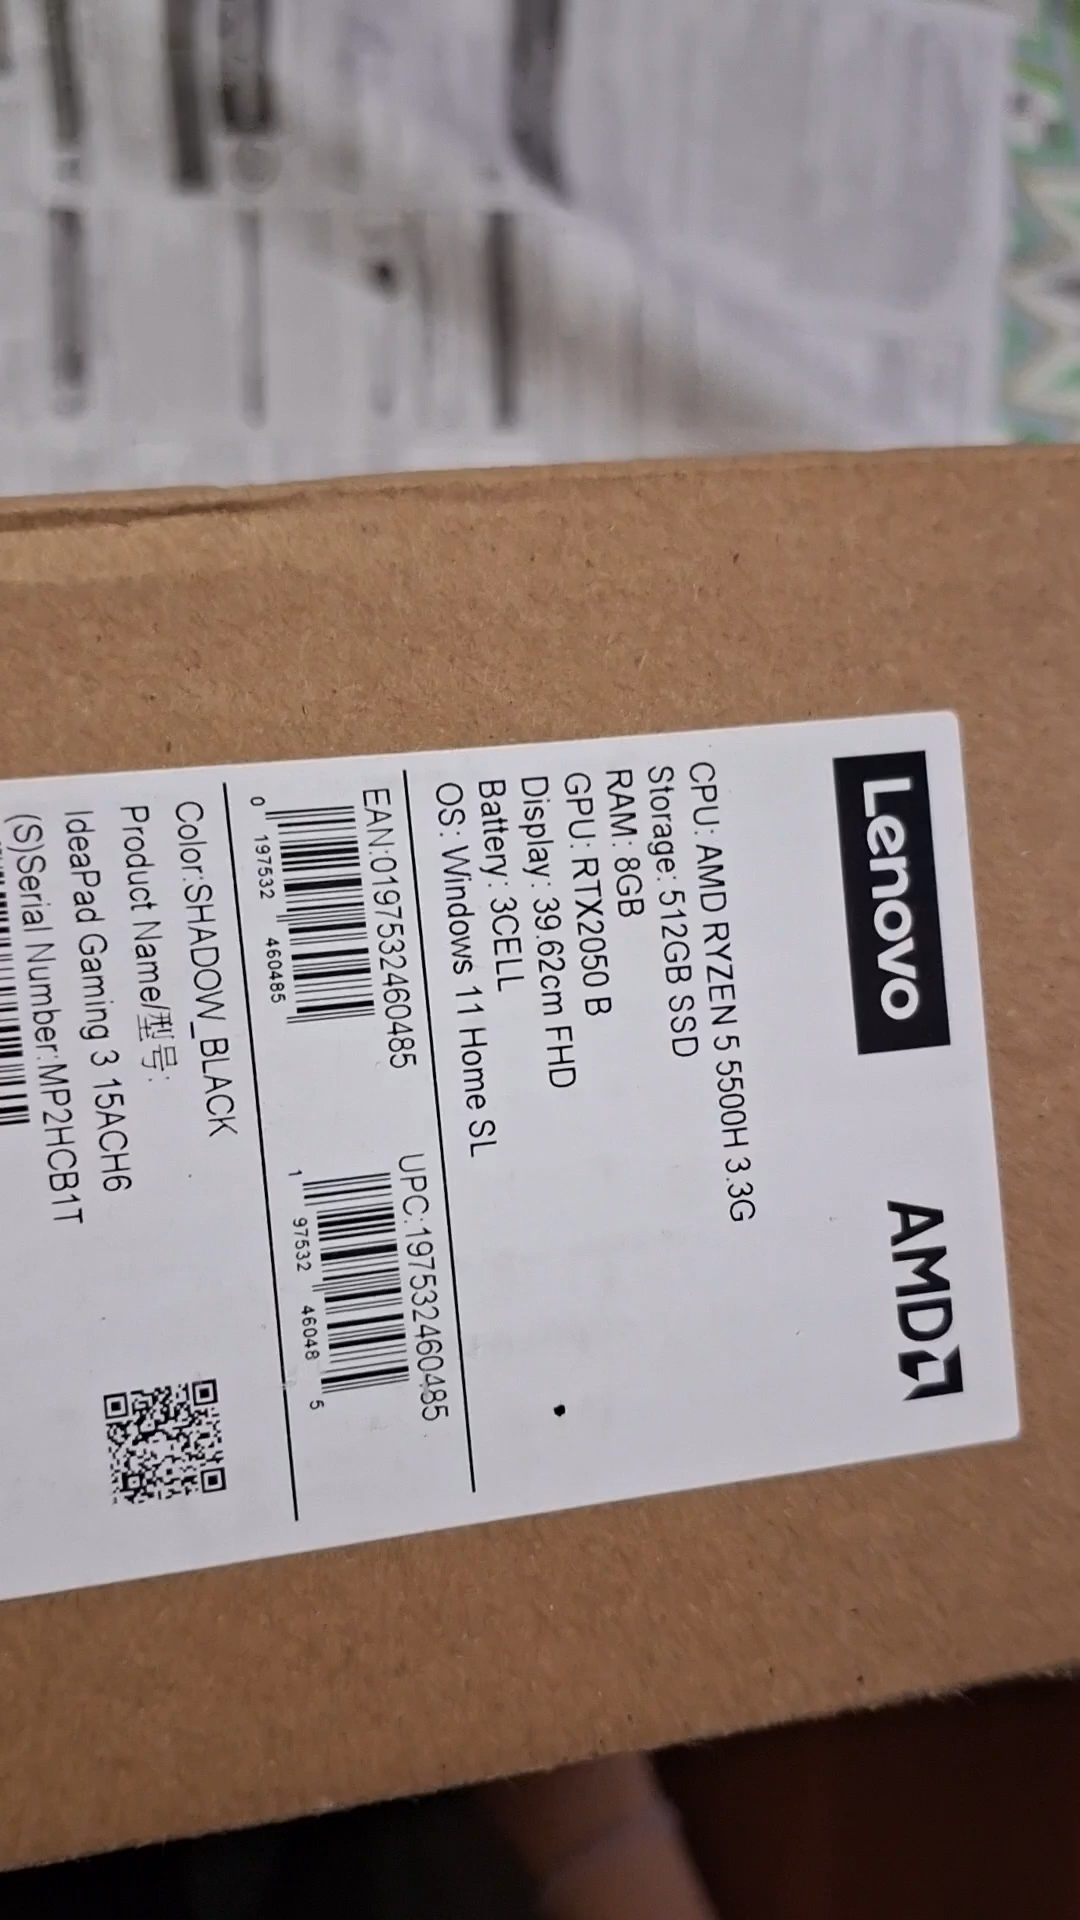 Lenovo
AMD
CPU: AMD RYZEN 5 5500H 3.3G
Storage: 512GB SSD
RAM: 8GB
GPU: RTX2050 B
Display: 39.62cm FHD
Battery: 3CELL
OS: Windows 11 Home SL
EAN:0197532460485
UPC:197532460485
0 197532 460485
1 97532 46048 5
Color:SHADOW_BLACK
Product Name/型号:
IdeaPad Gaming 3 15ACH6
(S)Serial Number:MP2HCB1T